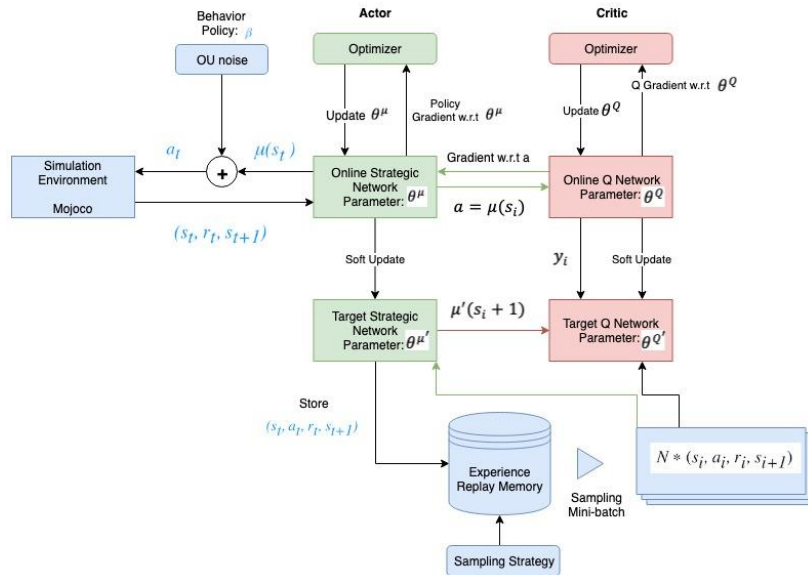 Behavior
Policy: β
Actor
Critic
OU noise
Optimizer
Optimizer
Update θ^μ
Policy
Gradient w.r.t θ^μ
Update θ^Q
Q Gradient w.r.t θ^Q
a_t
μ(s_t)
+
Simulation
Environment
Mojoco
(s_t, r_t, s_{t+1})
Online Strategic
Network
Parameter: θ^μ
Gradient w.r.t a
a = μ(s_i)
Online Q Network
Parameter: θ^Q
Soft Update
y_i
Soft Update
Target Strategic
Network
Parameter: θ^{μ'}
μ'(s_i + 1)
Target Q Network
Parameter: θ^{Q'}
Store
(s_t, a_t, r_t, s_{t+1})
Experience
Replay Memory
Sampling
Mini-batch
N * (s_i, a_i, r_i, s_{i+1})
Sampling Strategy